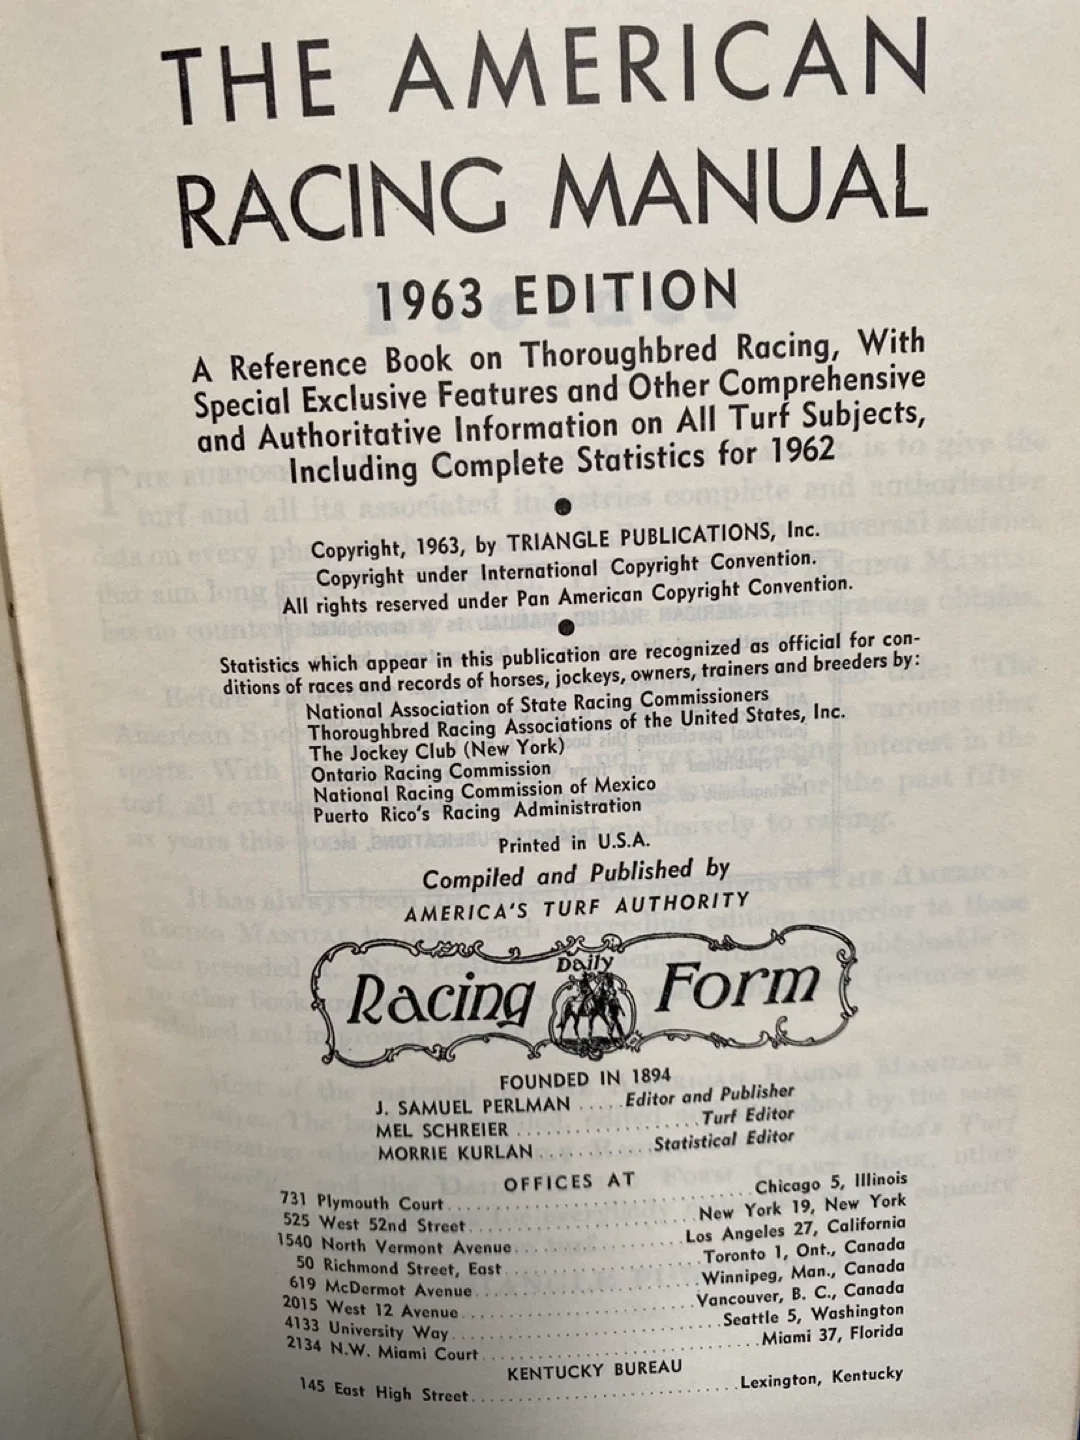 THE AMERICAN
RACING MANUAL
1963 EDITION
A Reference Book on Thoroughbred Racing, With
Special Exclusive Features and Other Comprehensive
and Authoritative Information on All Turf Subjects,
Including Complete Statistics for 1962
Copyright, 1963, by TRIANGLE PUBLICATIONS, Inc.
Copyright under International Copyright Convention.
All rights reserved under Pan American Copyright Convention.
Statistics which appear in this publication are recognized as official for con-
ditions of races and records of horses, jockeys, owners, trainers and breeders by:
National Association of State Racing Commissioners
Thoroughbred Racing Associations of the United States, Inc.
The Jockey Club (New York)
Ontario Racing Commission
National Racing Commission of Mexico
Puerto Rico's Racing Administration
Printed in U.S.A.
Compiled and Published by
AMERICA'S TURF AUTHORITY
Daily
Racing Form
FOUNDED IN 1894
J. SAMUEL PERLMAN ..... Editor and Publisher
MEL SCHREIER .................... Turf Editor
MORRIE KURLAN ............ Statistical Editor
OFFICES AT
731 Plymouth Court .................................. Chicago 5, Illinois
525 West 52nd Street ........................ New York 19, New York
1540 North Vermont Avenue .................. Los Angeles 27, California
50 Richmond Street, East ..................... Toronto 1, Ont., Canada
619 McDermot Avenue ........................ Winnipeg, Man., Canada
2015 West 12 Avenue ......................... Vancouver, B. C., Canada
4133 University Way ............................. Seattle 5, Washington
2134 N.W. Miami Court ............................. Miami 37, Florida
KENTUCKY BUREAU
145 East High Street ............................ Lexington, Kentucky